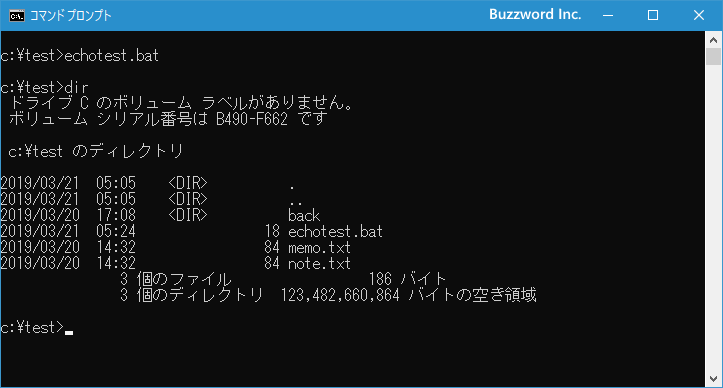 コマンドプロンプト Buzzword Inc.
c:¥test>echotest.bat
c:¥test>dir
ドライブ C のボリューム ラベルがありません。
ボリューム シリアル番号は B490-F662 です
c:¥test のディレクトリ
2019/03/21 05:05 <DIR> .
2019/03/21 05:05 <DIR> ..
2019/03/20 17:08 <DIR> back
2019/03/21 05:24 18 echotest.bat
2019/03/20 14:32 84 memo.txt
2019/03/20 14:32 84 note.txt
3 個のファイル 186 バイト
3 個のディレクトリ 123,482,660,864 バイトの空き領域
c:¥test>